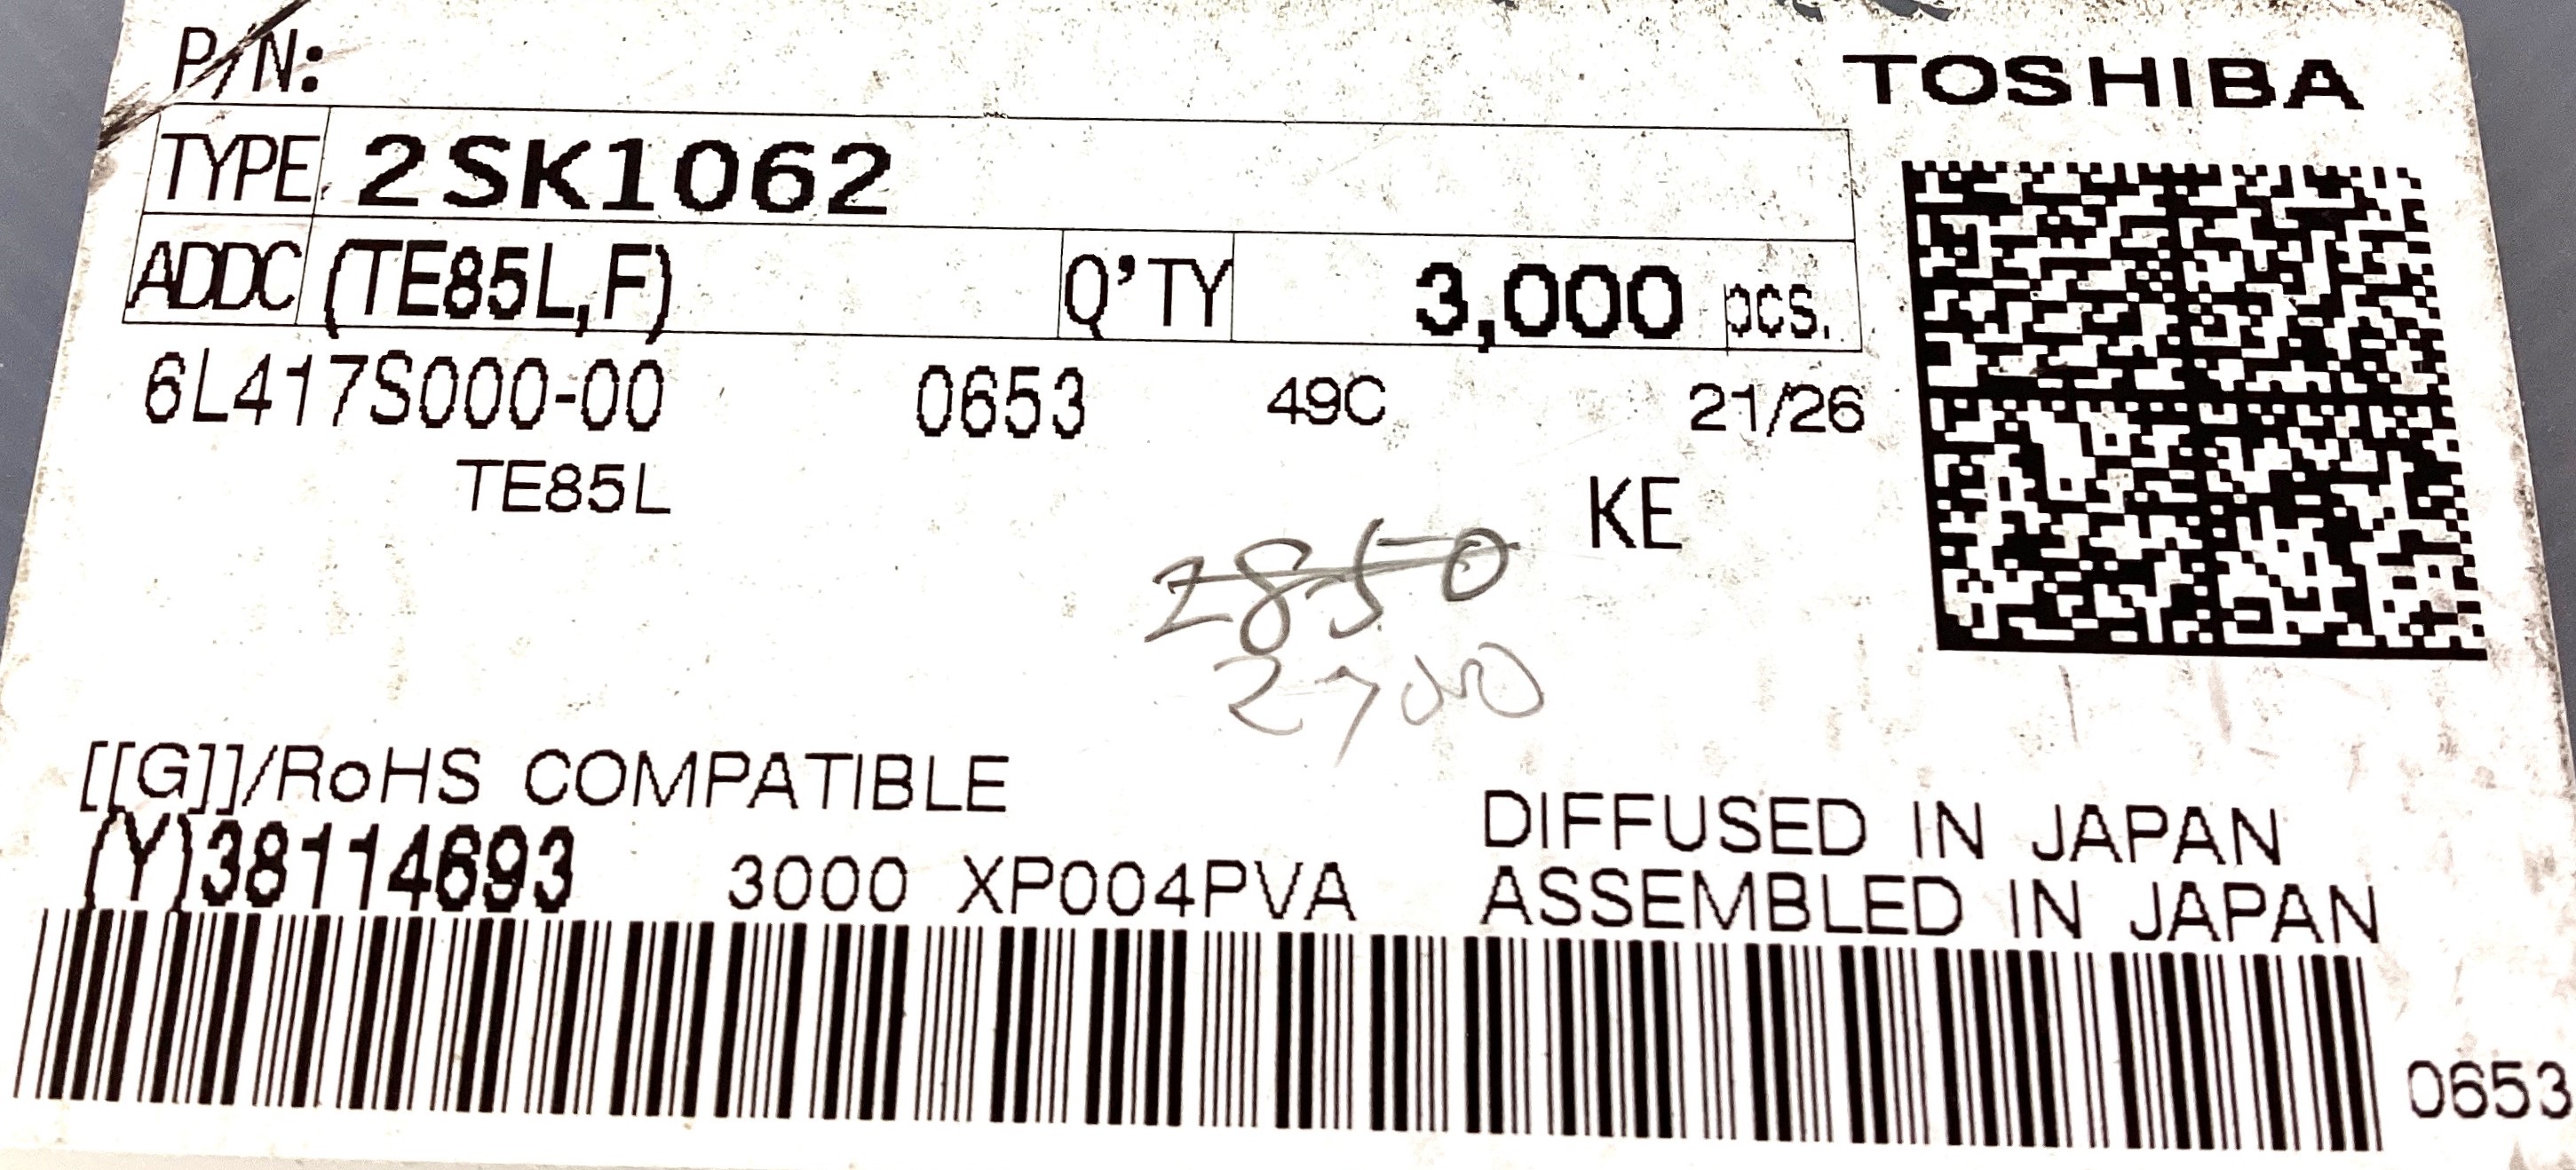 P/N:
TOSHIBA
TYPE 2SK1062
ADDC (TE85L,F) Q'TY 3,000 pcs.
6L417S000-00 0653 49C 21/26
TE85L
KE
2850
2700
[[G]]/RoHS COMPATIBLE
DIFFUSED IN JAPAN
(Y)38114693 3000 XP004PVA
ASSEMBLED IN JAPAN
0653